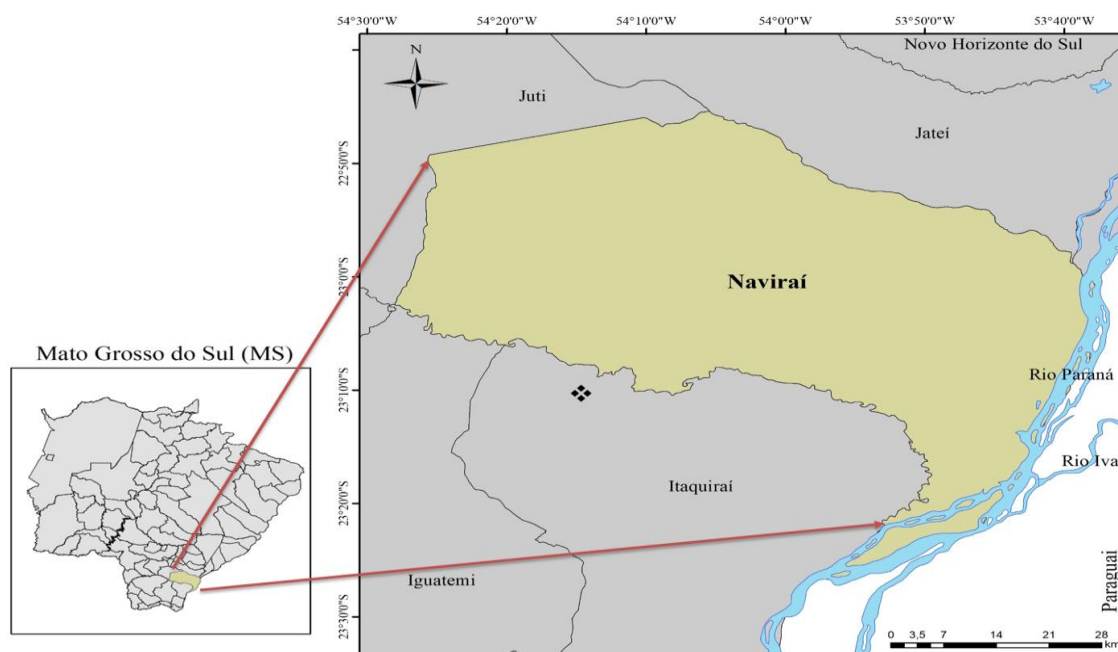 54°30'0"W 54°20'0"W 54°10'0"W 54°0'0"W 53°50'0"W 53°40'0"W
N
Novo Horizonte do Sul
Juti
Jateí
22°50'0"S
Naviraí
23°0'0"S
Mato Grosso do Sul (MS)
Rio Paraná
23°10'0"S
Rio Iva
Itaquiraí
23°20'0"S
Iguatemi
Paraguai
23°30'0"S
0 3,5 7 14 21 28
km